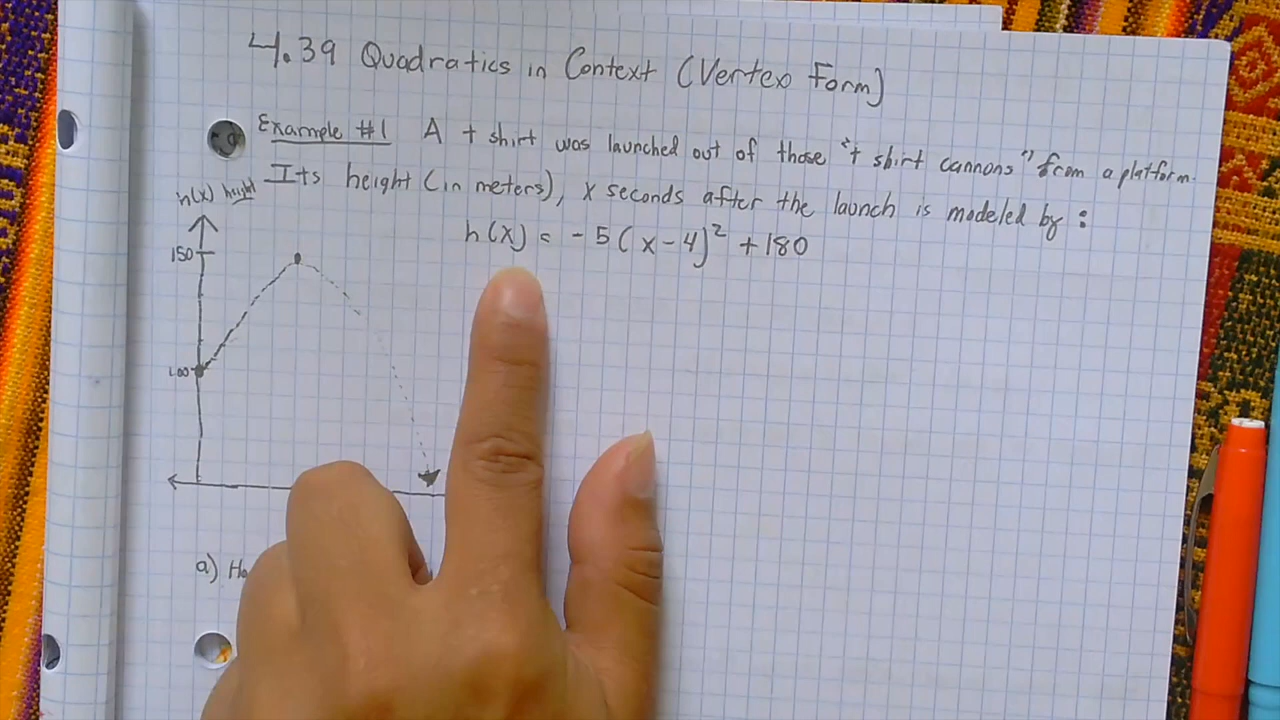 4.39 Quadratics in Context (Vertex Form)
Example #1 A t shirt was launched out of those "t shirt cannons" from a platform.
Its height (in meters), x seconds after the launch is modeled by:
h(x) = -5(x-4)² +180
h(x) height
150
100
a)